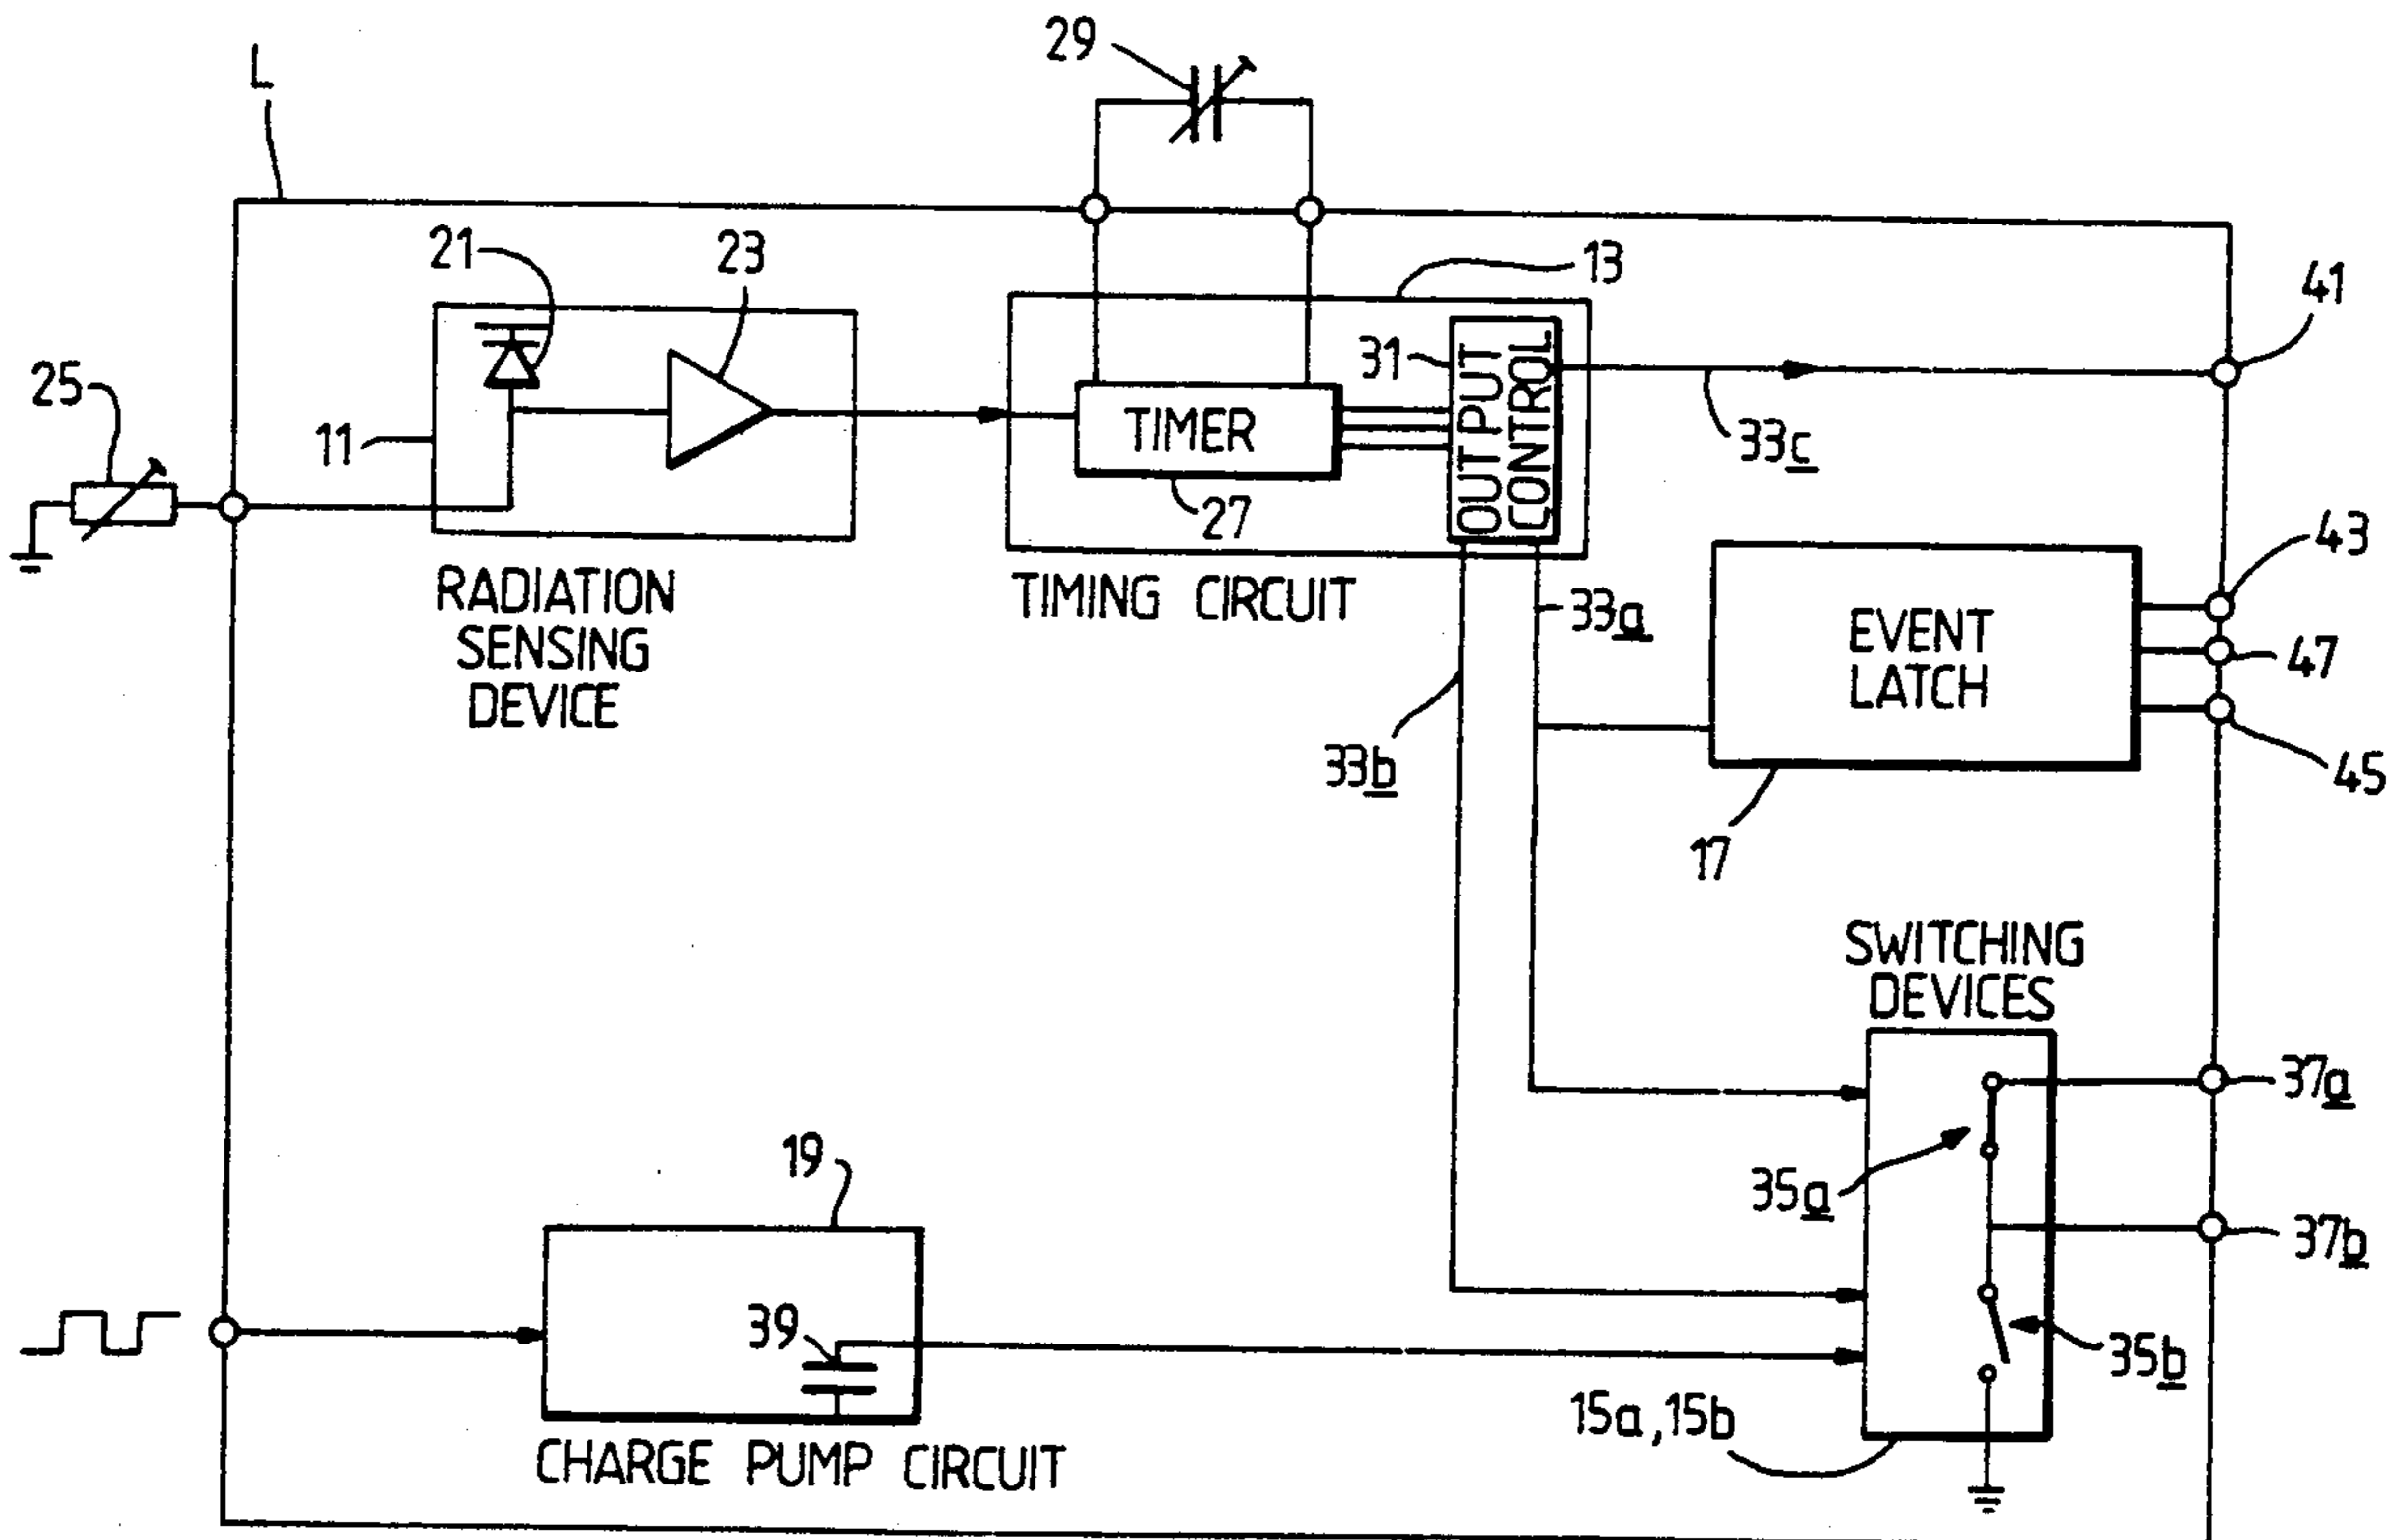 29
L
21
23
13
41
25
31
OUTPUT
CONTROL
11
TIMER
33c
27
43
RADIATION
SENSING
DEVICE
TIMING CIRCUIT
33a
EVENT
LATCH
47
33b
45
17
SWITCHING
DEVICES
37a
19
35a
37b
39
35b
15a,15b
CHARGE PUMP CIRCUIT